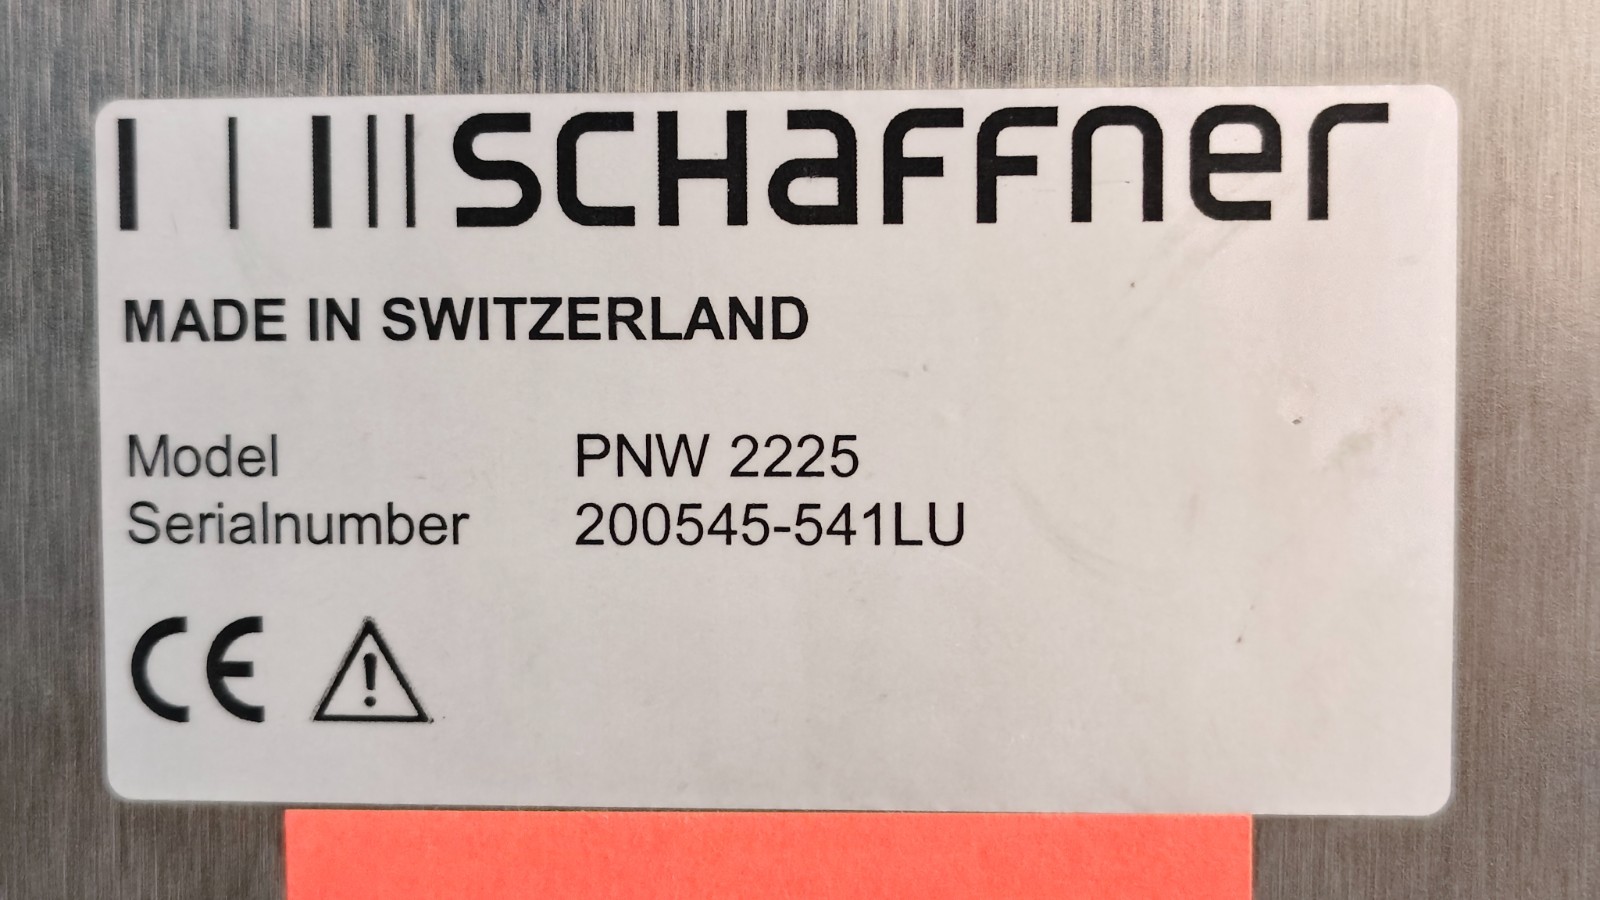 SCHAFFNER
MADE IN SWITZERLAND
Model PNW 2225
Serialnumber 200545-541LU
CE